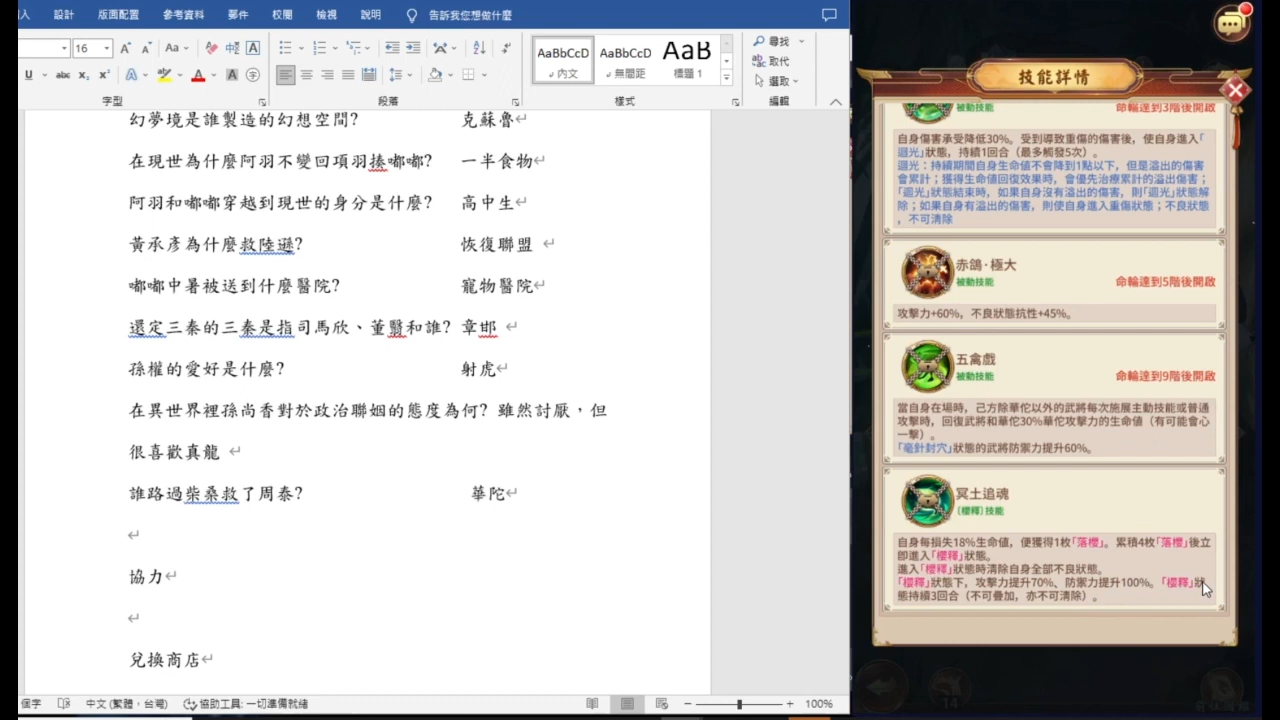 設計 版面配置 參考資料 郵件 校閱 檢視 說明 告訴我您想做什麼
16 Aa
U abc x₂ x² A
字型 段落 樣式 編輯
AaBbCcD AaBbCcD AaB
內文 無間距 標題 1
尋找
取代
選取
幻夢境是誰製造的幻想空間? 克蘇魯
在現世為什麼阿羽不變回項羽揍嘟嘟? 一半食物
阿羽和嘟嘟穿越到現世的身分是什麼? 高中生
黃承彥為什麼救陸遜? 恢復聯盟
嘟嘟中暑被送到什麼醫院? 寵物醫院
還定三秦的三秦是指司馬欣、董翳和誰? 章邯
孫權的愛好是什麼? 射虎
在異世界裡孫尚香對於政治聯姻的態度為何? 雖然討厭，但
很喜歡真龍
誰路過柴桑救了周泰? 華陀
協力
兌換商店
個字 中文 (繁體，台灣) 協助工具: 一切準備就緒 100%
技能詳情
被動技能 命輪達到3階後開啟
自身傷害承受降低30%。受到導致重傷的傷害後，使自身進入「
迴光」狀態，持續1回合（最多觸發5次）。
迴光：持續期間自身生命值不會降到1點以下，但是溢出的傷害
會累計；獲得生命值回復效果時，會優先治療累計的溢出傷害；
「迴光」狀態結束時，如果自身沒有溢出的傷害，則「迴光」狀態解
除；如果自身有溢出的傷害，則使自身進入重傷狀態；不良狀態
，不可清除
赤鴿·極大
被動技能 命輪達到5階後開啟
攻擊力+60%，不良狀態抗性+45%。
五禽戲
被動技能 命輪達到9階後開啟
當自身在場時，己方除華佗以外的武將每次施展主動技能或普通
攻擊時，回復武將和華佗30%華佗攻擊力的生命值（有可能會心
一擊）。
「毫針封穴」狀態的武將防禦力提升60%。
冥土追魂
(櫻釋)技能
自身每損失18%生命值，便獲得1枚「落櫻」。累積4枚「落櫻」後立
即進入「櫻釋」狀態。
進入「櫻釋」狀態時清除自身全部不良狀態。
「櫻釋」狀態下，攻擊力提升70%、防禦力提升100%。「櫻釋」狀
態持續3回合（不可疊加，亦不可清除）。
14